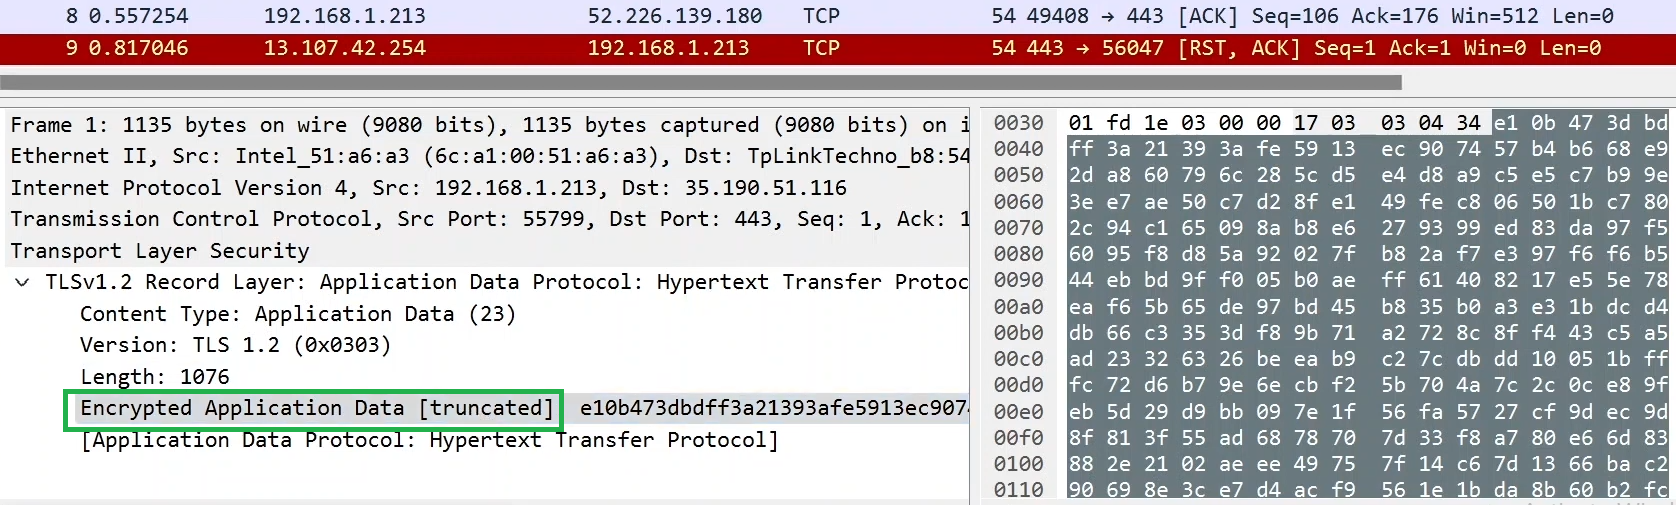 8 0.557254 192.168.1.213 52.226.139.180 TCP 54 49408 → 443 [ACK] Seq=106 Ack=176 Win=512 Len=0
9 0.817046 13.107.42.254 192.168.1.213 TCP 54 443 → 56047 [RST, ACK] Seq=1 Ack=1 Win=0 Len=0
Frame 1: 1135 bytes on wire (9080 bits), 1135 bytes captured (9080 bits) on i
Ethernet II, Src: Intel_51:a6:a3 (6c:a1:00:51:a6:a3), Dst: TpLinkTechno_b8:54
Internet Protocol Version 4, Src: 192.168.1.213, Dst: 35.190.51.116
Transmission Control Protocol, Src Port: 55799, Dst Port: 443, Seq: 1, Ack: 1
Transport Layer Security
TLSv1.2 Record Layer: Application Data Protocol: Hypertext Transfer Protoc
Content Type: Application Data (23)
Version: TLS 1.2 (0x0303)
Length: 1076
Encrypted Application Data [truncated] e10b473dbdff3a21393afe5913ec9074
[Application Data Protocol: Hypertext Transfer Protocol]
0030 01 fd 1e 03 00 00 17 03 03 04 34 e1 0b 47 3d bd
0040 ff 3a 21 39 3a fe 59 13 ec 90 74 57 b4 b6 68 e9
0050 2d a8 60 79 6c 28 5c d5 e4 d8 a9 c5 e5 c7 b9 9e
0060 3e e7 ae 50 c7 d2 8f e1 49 fe c8 06 50 1b c7 80
0070 2c 94 c1 65 09 8a b8 e6 27 93 99 ed 83 da 97 f5
0080 60 95 f8 d8 5a 92 02 7f b8 2a f7 e3 97 f6 f6 b5
0090 44 eb bd 9f f0 05 b0 ae ff 61 40 82 17 e5 5e 78
00a0 ea f6 5b 65 de 97 bd 45 b8 35 b0 a3 e3 1b dc d4
00b0 db 66 c3 35 3d f8 9b 71 a2 72 8c 8f f4 43 c5 a5
00c0 ad 23 32 63 26 be ea b9 c2 7c db dd 10 05 1b ff
00d0 fc 72 d6 b7 9e 6e cb f2 5b 70 4a 7c 2c 0c e8 9f
00e0 eb 5d 29 d9 bb 09 7e 1f 56 fa 57 27 cf 9d ec 9d
00f0 8f 81 3f 55 ad 68 78 70 7d 33 f8 a7 80 e6 6d 83
0100 88 2e 21 02 ae ee 49 75 7f 14 c6 7d 13 66 ba c2
0110 90 69 8e 3c e7 d4 ac f9 56 1e 1b da 8b 60 b2 fc